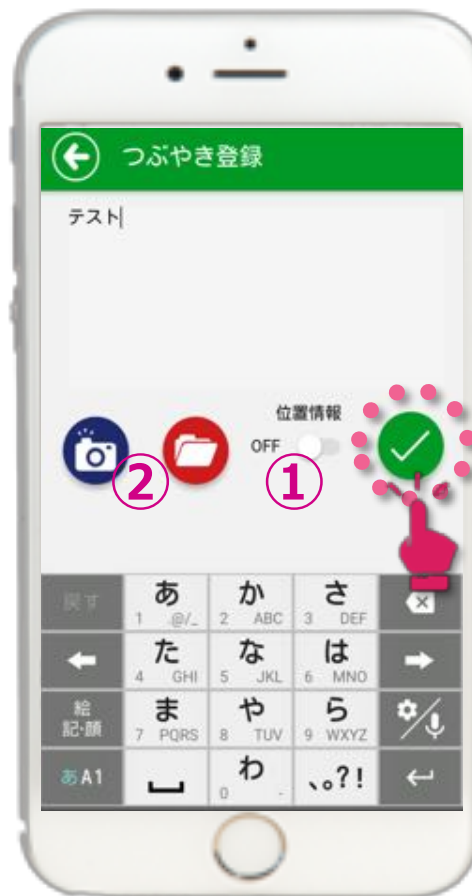 つぶやき登録
テスト
位置情報
OFF
②
①
戻す
あ
1 .@/_
か
2 ABC
さ
3 DEF
た
4 GHI
な
5 JKL
は
6 MNO
絵
記・顔
ま
7 PQRS
や
8 TUV
ら
9 WXYZ
あA1
わ
0 -
､。?!